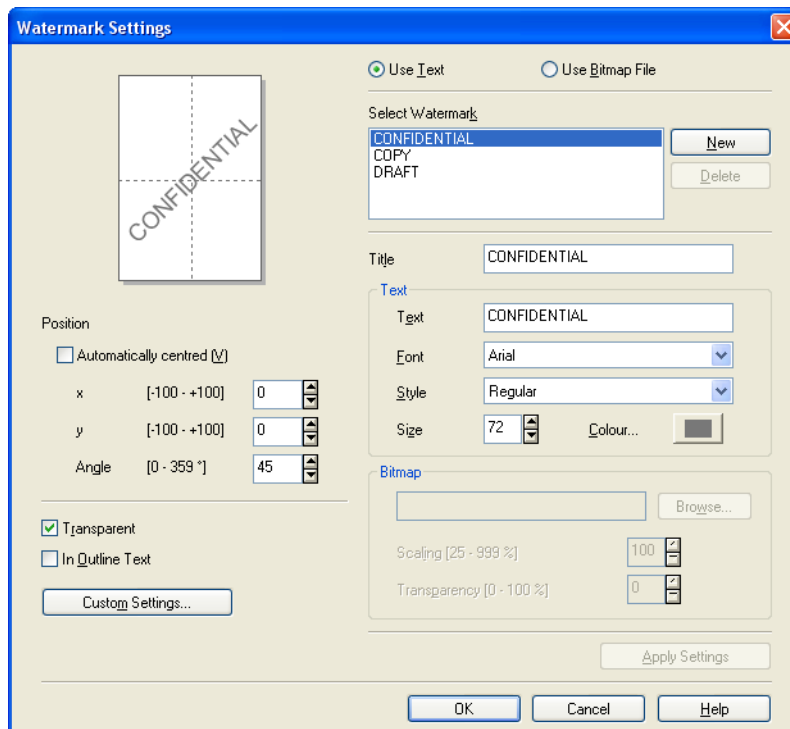 Watermark Settings
CONFIDENTIAL
Use Text
Use Bitmap File
Select Watermark
CONFIDENTIAL
COPY
DRAFT
New
Delete
Title
CONFIDENTIAL
Text
Text
CONFIDENTIAL
Font
Arial
Style
Regular
Size
72
Colour...
Position
Automatically centred (V)
x [-100 - +100] 0
y [-100 - +100] 0
Angle [0 - 359 °] 45
Transparent
In Outline Text
Custom Settings...
Bitmap
Browse...
Scaling [25 - 999 %] 100
Transparency [0 - 100 %] 0
Apply Settings
OK
Cancel
Help